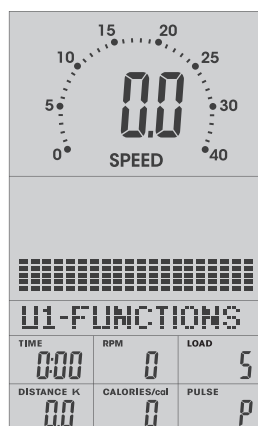 15 20
10 25
5 0.0 30
0 SPEED 40
U1-FUNCTIONS
TIME RPM LOAD
0:00 0 5
DISTANCE K CALORIES/cal PULSE
0.0 0 P